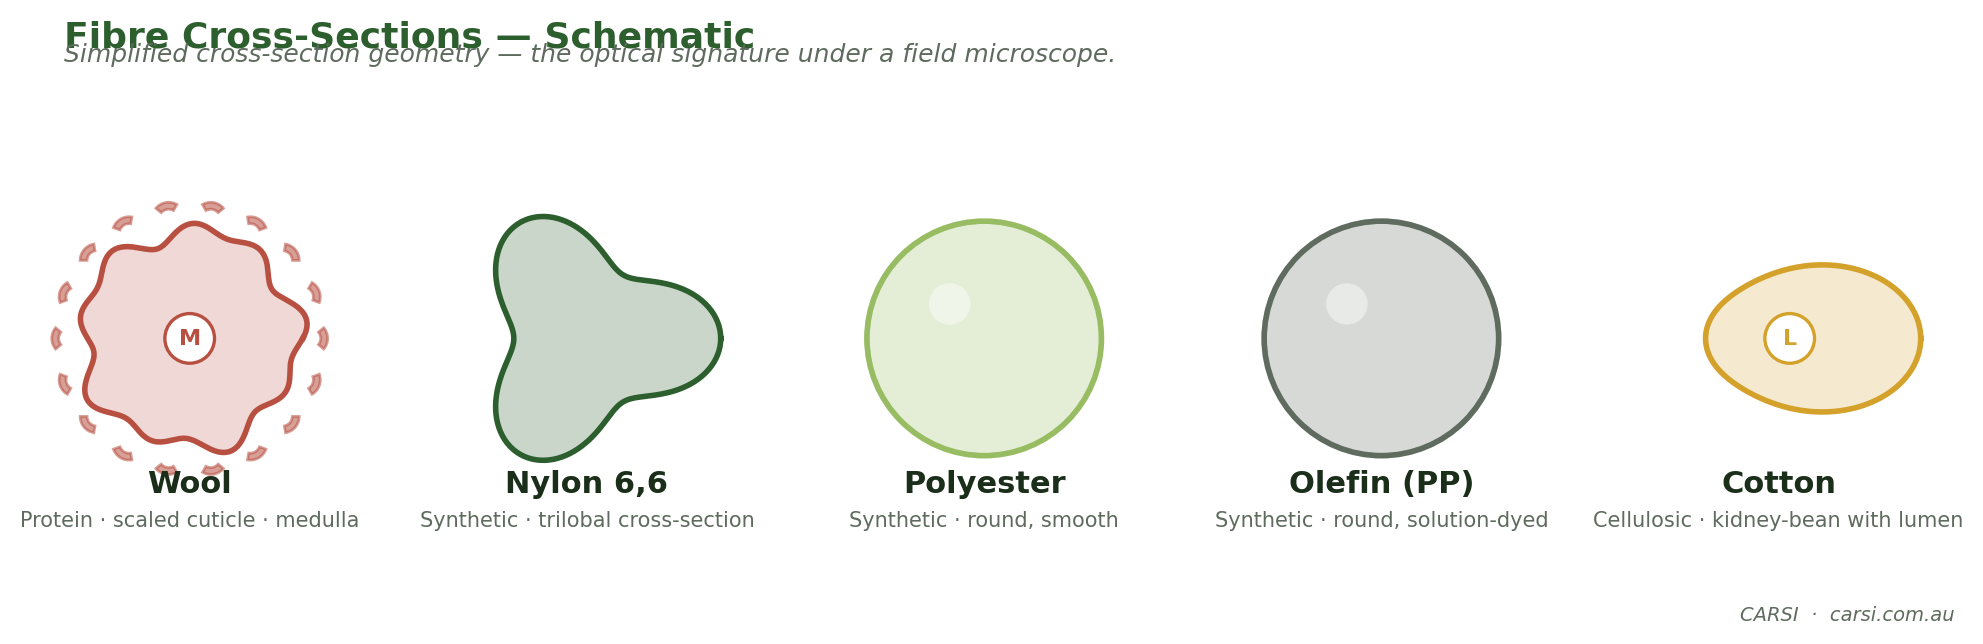 Fibre Cross-Sections — Schematic
Simplified cross-section geometry — the optical signature under a field microscope.
M
L
Wool
Nylon 6,6
Polyester
Olefin (PP)
Cotton
Protein · scaled cuticle · medulla
Synthetic · trilobal cross-section
Synthetic · round, smooth
Synthetic · round, solution-dyed
Cellulosic · kidney-bean with lumen
CARSI · carsi.com.au